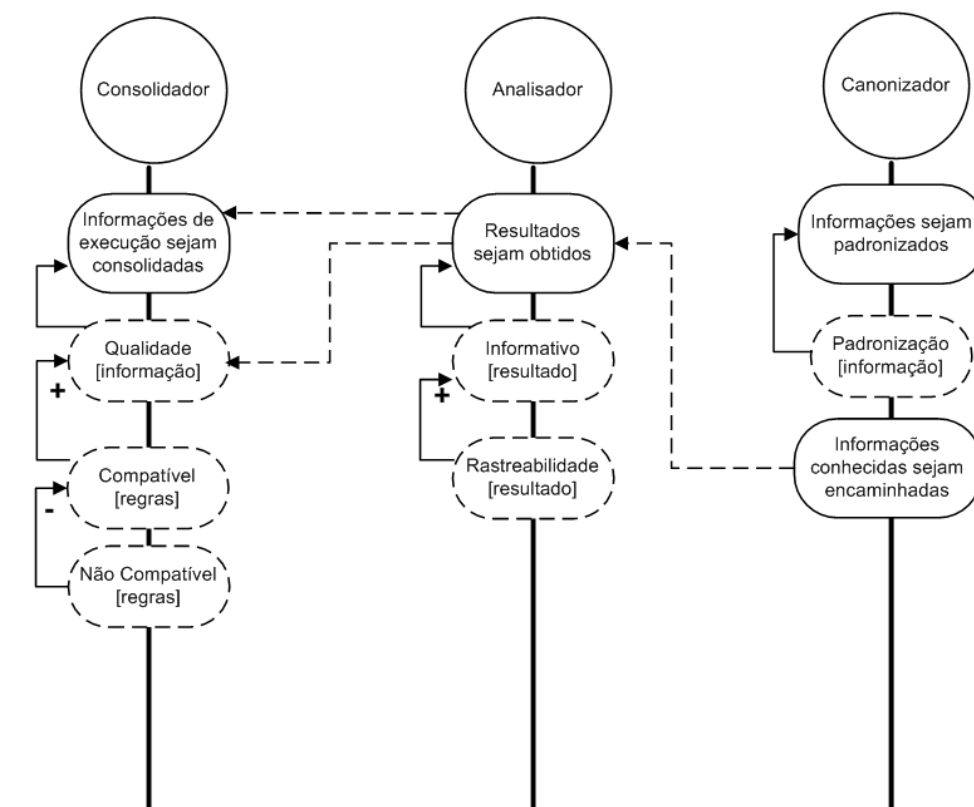 Consolidador
Informações de
execução sejam
consolidadas
Qualidade
[informação]
+
Compatível
[regras]
-
Não Compatível
[regras]
Analisador
Resultados
sejam obtidos
Informativo
[resultado]
+
Rastreabilidade
[resultado]
Canonizador
Informações sejam
padronizados
Padronização
[informação]
Informações
conhecidas sejam
encaminhadas